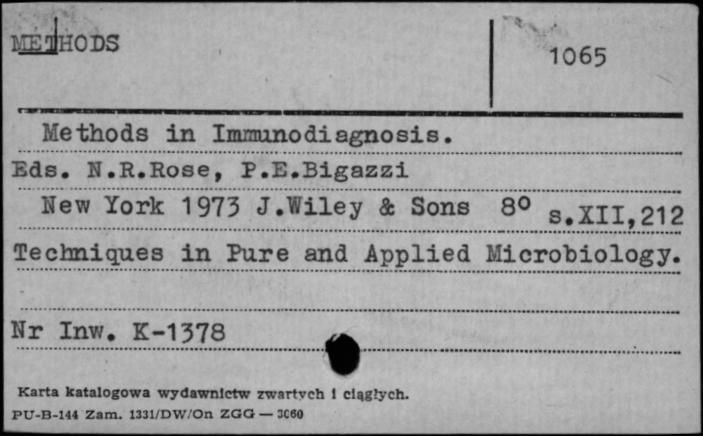 METHODS
1065
Methods in Immunodiagnosis.
Eds. N.R.Rose, P.E.Bigazzi
New York 1973 J.Wiley & Sons 8° s.XII,212
Techniques in Pure and Applied Microbiology.
Nr Inw. K-1378
Karta katalogowa wydawnictw zwartych i ciągłych.
PU-B-144 Zam. 1331/DW/On ZGG — 3060